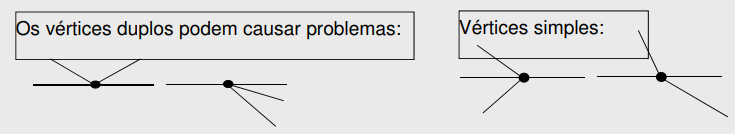 Os vértices duplos podem causar problemas:
Vértices simples: